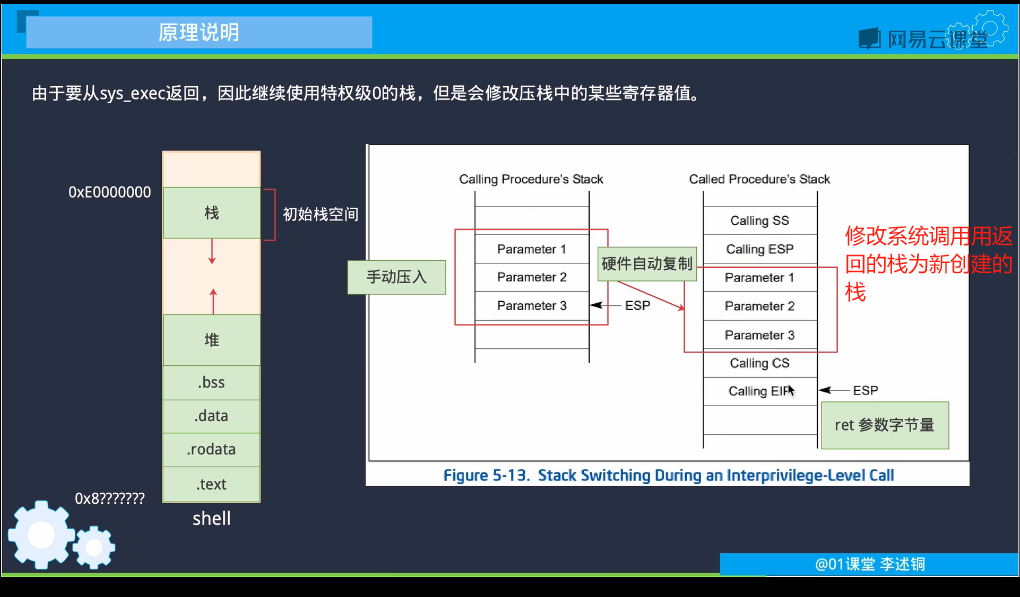 原理说明
网易云课堂
由于要从sys_exec返回，因此继续使用特权级0的栈，但是会修改压栈中的某些寄存器值。
0xE0000000
栈
初始栈空间
堆
.bss
.data
.rodata
.text
0x8???????
shell
Calling Procedure's Stack
Parameter 1
Parameter 2
Parameter 3
ESP
手动压入
硬件自动复制
Called Procedure's Stack
Calling SS
Calling ESP
Parameter 1
Parameter 2
Parameter 3
Calling CS
Calling EIP
ESP
ret 参数字节量
修改系统调用用返
回的栈为新创建的
栈
Figure 5-13. Stack Switching During an Interprivilege-Level Call
@01课堂 李述铜